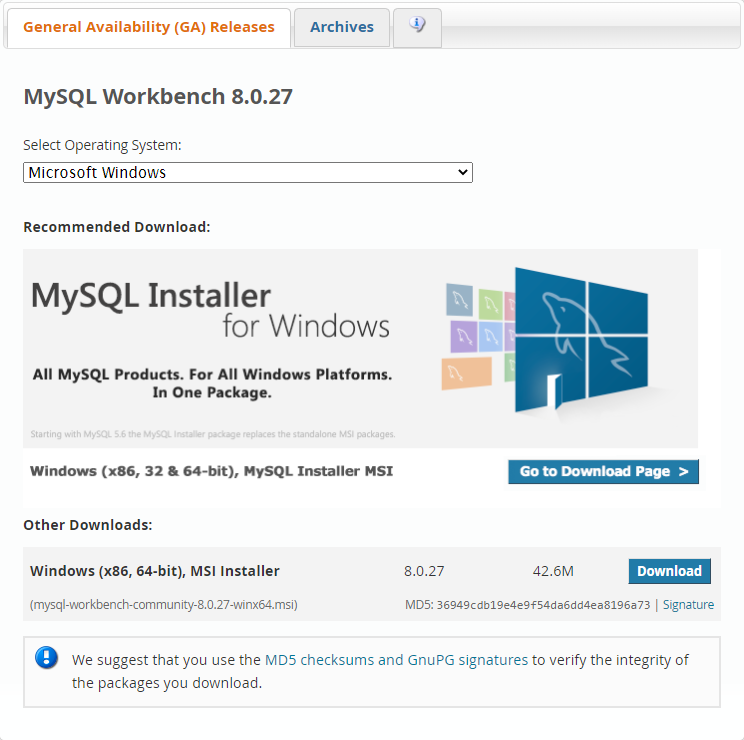 General Availability (GA) Releases
Archives
MySQL Workbench 8.0.27
Select Operating System:
Microsoft Windows
Recommended Download:
MySQL Installer
for Windows
All MySQL Products. For All Windows Platforms.
In One Package.
Starting with MySQL 5.6 the MySQL Installer package replaces the standalone MSI packages.
Windows (x86, 32 & 64-bit), MySQL Installer MSI
Go to Download Page >
Other Downloads:
Windows (x86, 64-bit), MSI Installer 8.0.27 42.6M Download
(mysql-workbench-community-8.0.27-winx64.msi) MD5: 36949cdb19e4e9f54da6dd4ea8196a73 | Signature
We suggest that you use the MD5 checksums and GnuPG signatures to verify the integrity of
the packages you download.